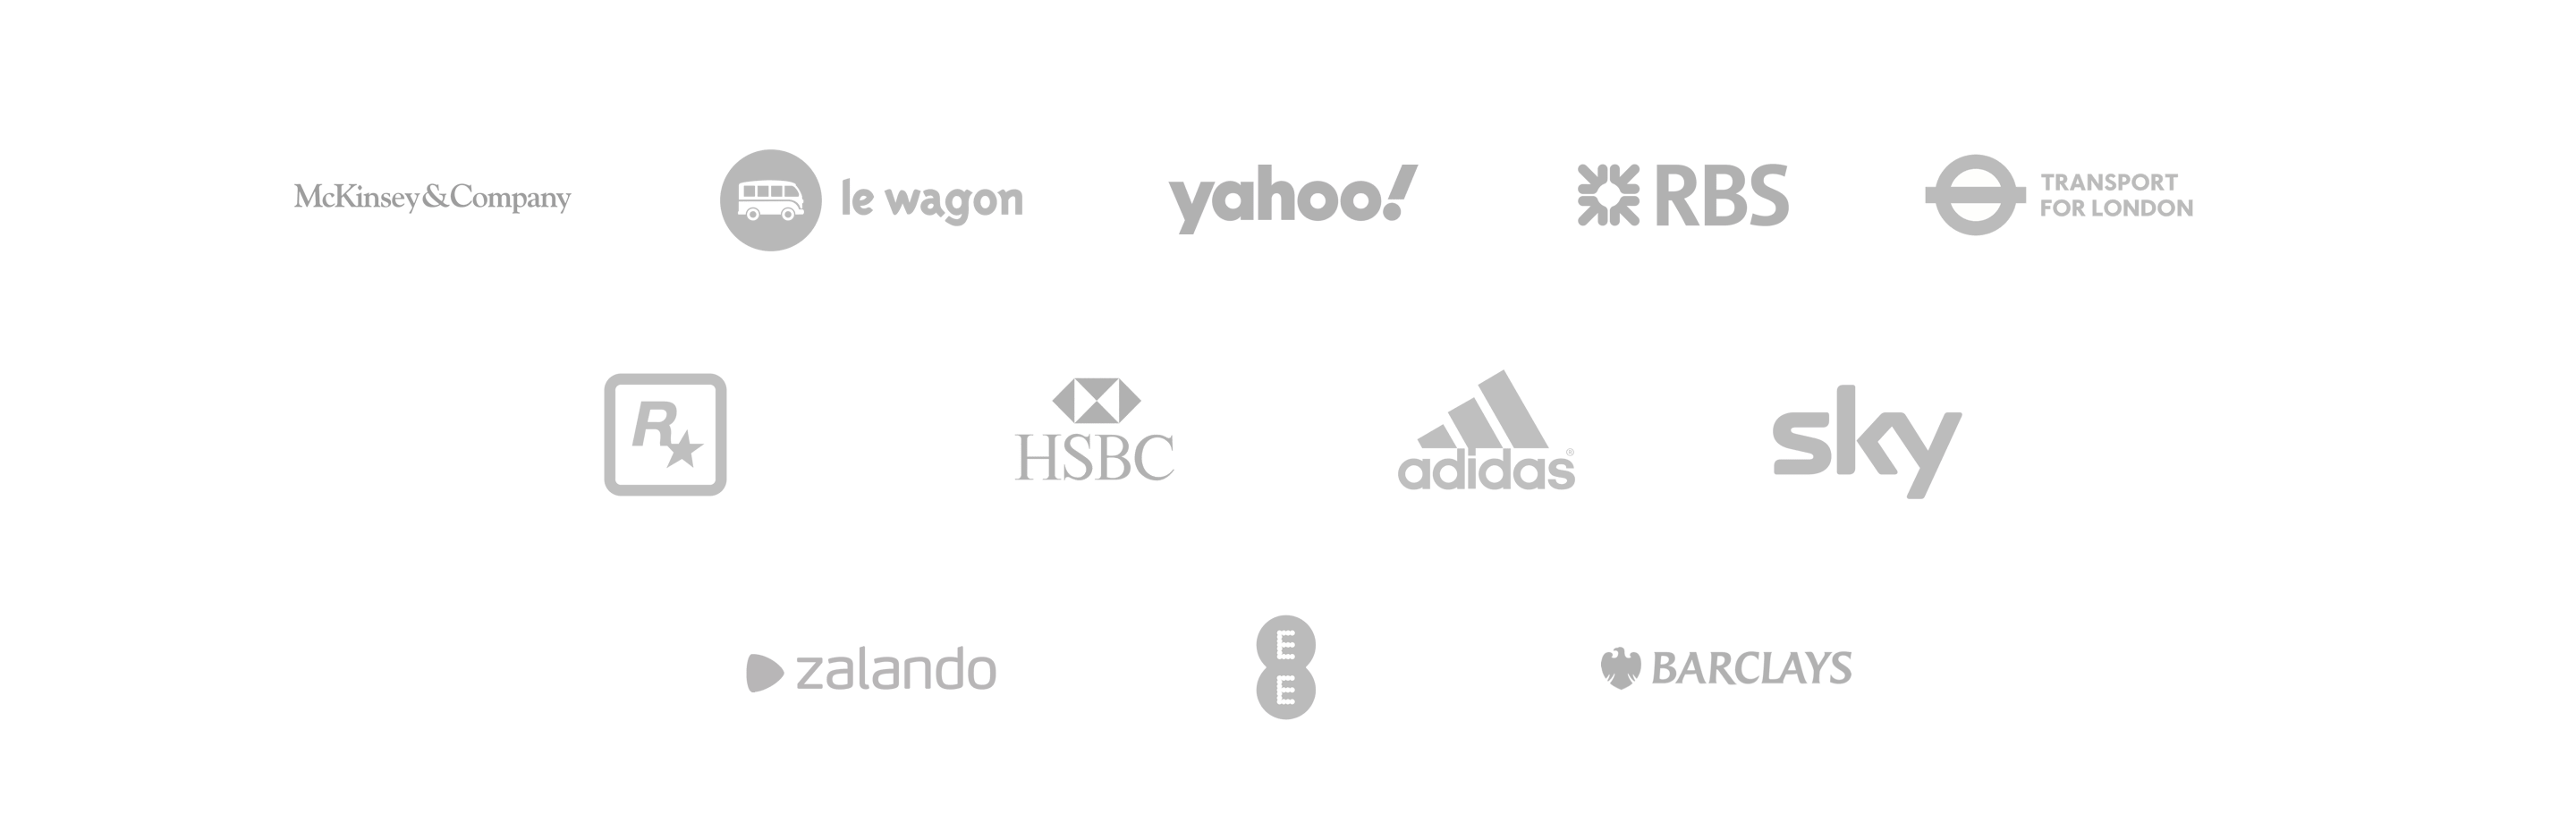 McKinsey&Company
le wagon
yahoo!
RBS
TRANSPORT
FOR LONDON
R
HSBC
adidas®
sky
zalando
E
E
BARCLAYS